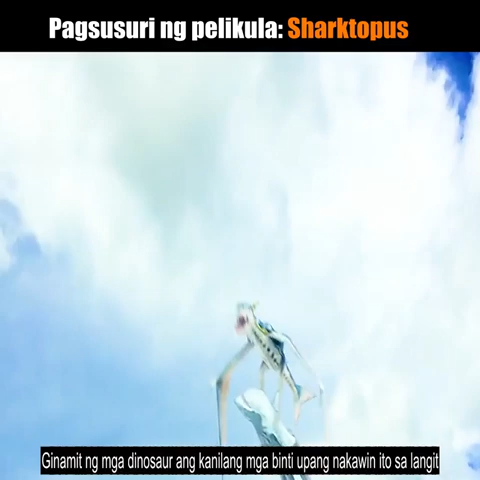 Pagsusuri ng pelikula: Sharktopus
Ginamit ng mga dinosaur ang kanilang mga binti upang nakawin ito sa langit